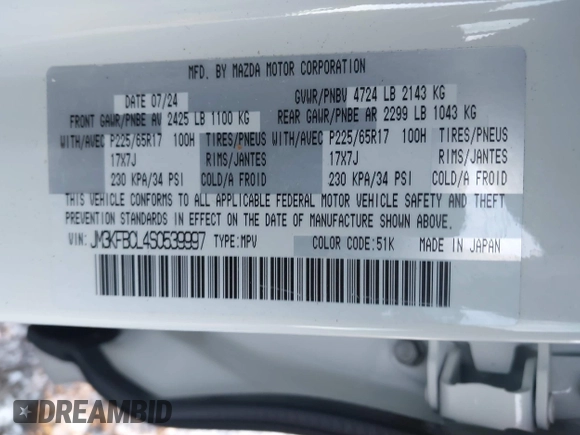 MFD. BY MAZDA MOTOR CORPORATION
DATE 07/24 GVWR/PNBV 4724 LB 2143 KG
FRONT GAWR/PNBE AV 2425 LB 1100 KG REAR GAWR/PNBE AR 2299 LB 1043 KG
WITH/AVEC P225/65R17 100H TIRES/PNEUS WITH/AVEC P225/65R17 100H TIRES/PNEUS
17X7J RIMS/JANTES 17X7J RIMS/JANTES
230 KPA/34 PSI COLD/A FROID 230 KPA/34 PSI COLD/A FROID
THIS VEHICLE CONFORMS TO ALL APPLICABLE FEDERAL MOTOR VEHICLE SAFETY AND THEFT
PREVENTION STANDARDS IN EFFECT ON THE DATE OF MANUFACTURE SHOWN ABOVE.
VIN: JM3KFBCL4S0539997 TYPE:MPV COLOR CODE:51K MADE IN JAPAN
DREAMBID